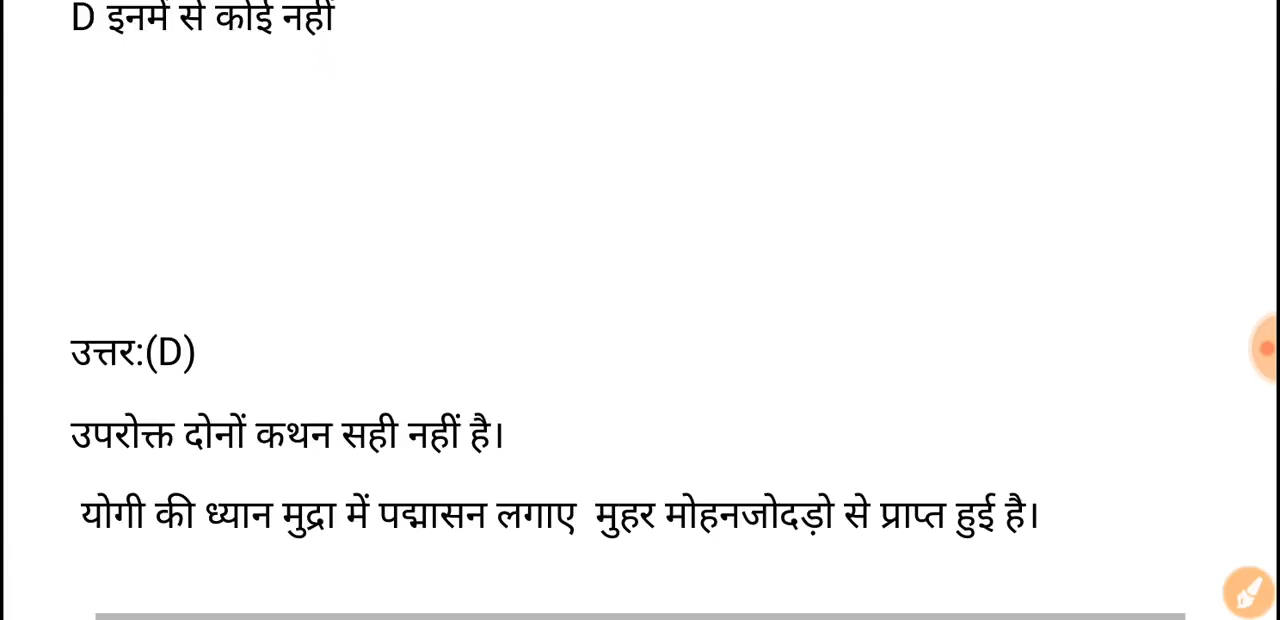 D इनमें से कोई नहीं
उत्तर:(D)
उपरोक्त दोनों कथन सही नहीं है।
योगी की ध्यान मुद्रा में पद्मासन लगाए मुहर मोहनजोदड़ो से प्राप्त हुई है।